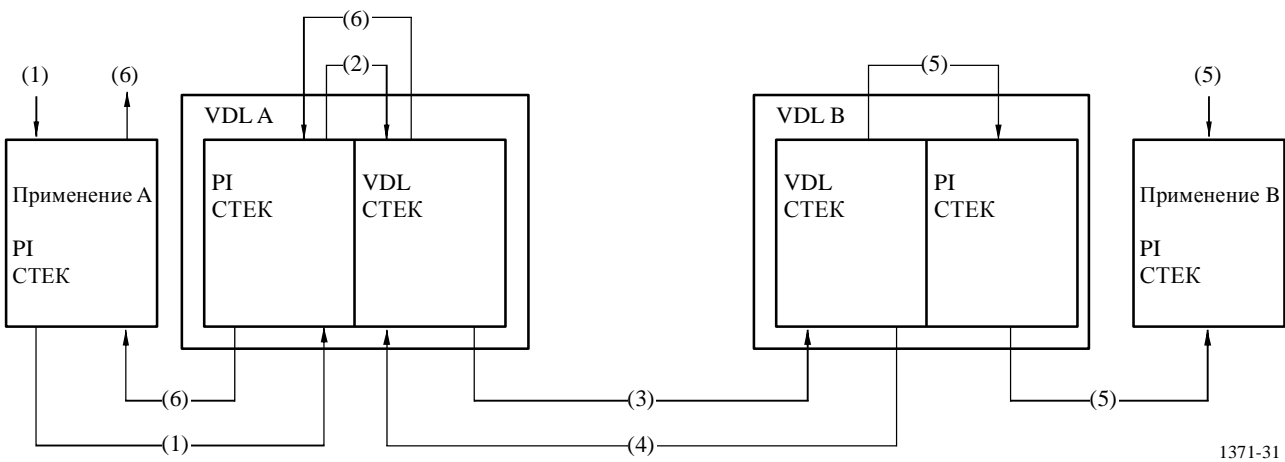 (6)
(1)
(6)
(2)
(5)
(5)
VDL A
VDL B
Применение A
PI
СТЕК
PI
СТЕК
VDL
СТЕК
VDL
СТЕК
PI
СТЕК
Применение B
PI
СТЕК
(6)
(3)
(5)
(1)
(4)
1371-31